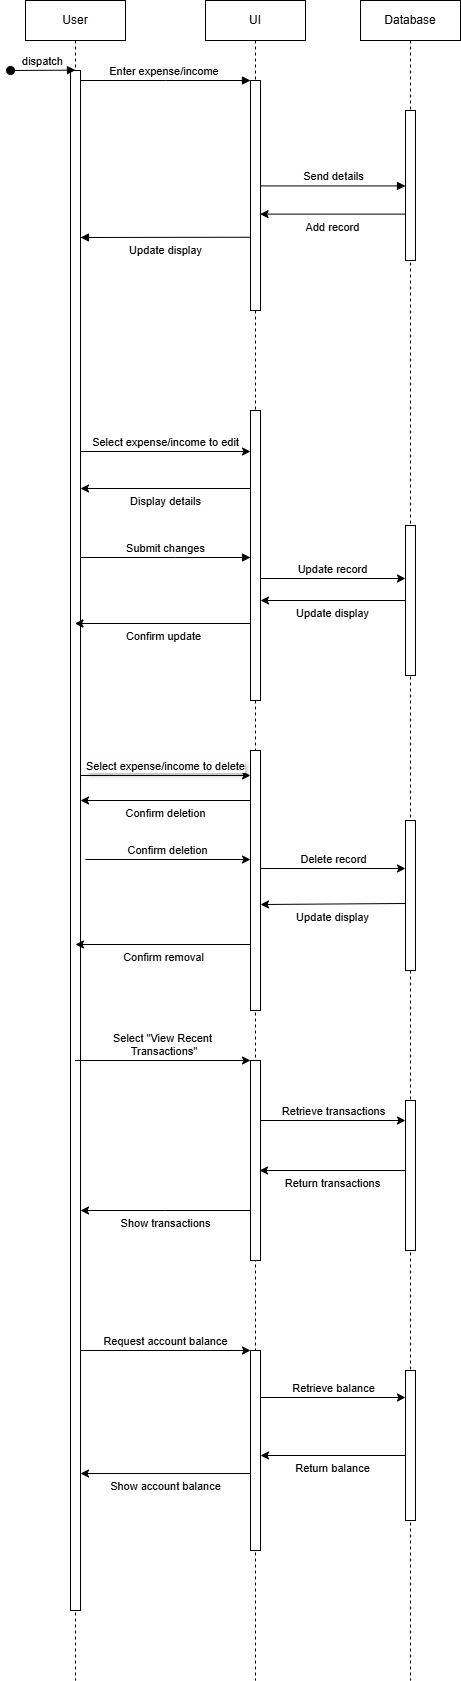 User
UI
Database
dispatch
Enter expense/income
Send details
Add record
Update display
Select expense/income to edit
Display details
Submit changes
Update record
Update display
Confirm update
Select expense/income to delete
Confirm deletion
Confirm deletion
Delete record
Update display
Confirm removal
Select "View Recent
Transactions"
Retrieve transactions
Return transactions
Show transactions
Request account balance
Retrieve balance
Return balance
Show account balance